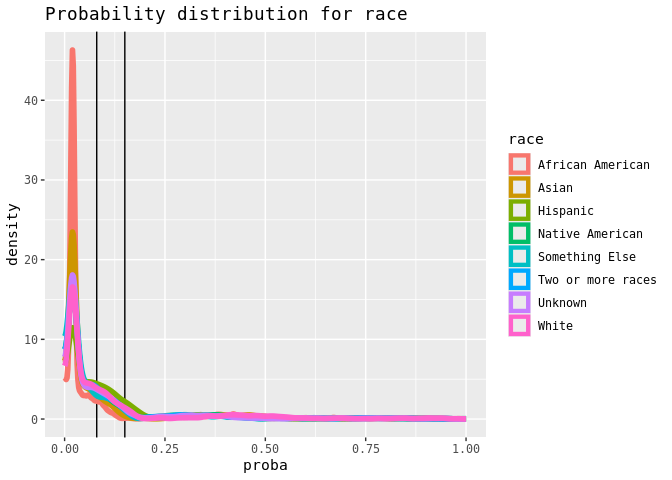 Probability distribution for race
density
40
30
20
10
0
0.00
0.25
0.50
0.75
1.00
proba
race
African American
Asian
Hispanic
Native American
Something Else
Two or more races
Unknown
White